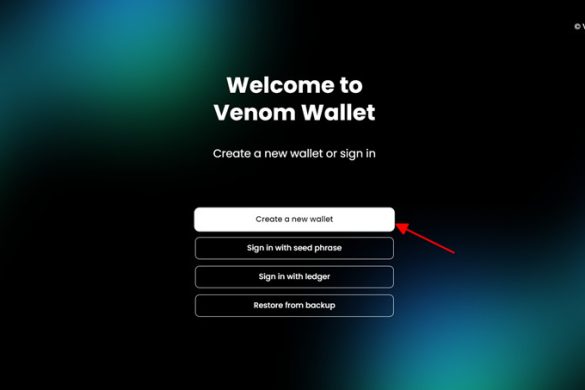 Welcome to
Venom Wallet
Create a new wallet or sign in
Create a new wallet
Sign in with seed phrase
Sign in with ledger
Restore from backup